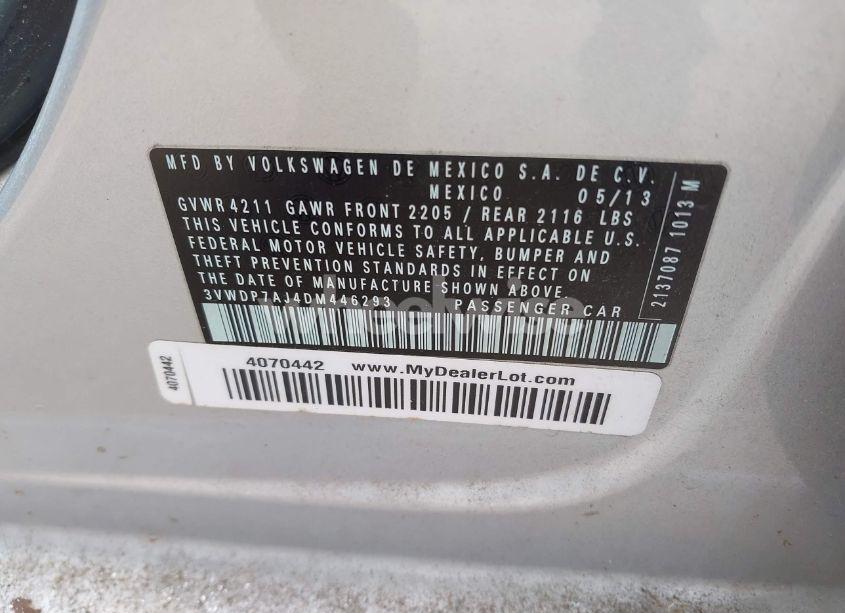 MFD BY VOLKSWAGEN DE MEXICO S.A. DE C.V.
MEXICO 05/13
GVWR 4211 GAWR FRONT 2205 / REAR 2116 LBS
THIS VEHICLE CONFORMS TO ALL APPLICABLE U.S.
FEDERAL MOTOR VEHICLE SAFETY, BUMPER AND
THEFT PREVENTION STANDARDS IN EFFECT ON
THE DATE OF MANUFACTURE SHOWN ABOVE.
3VWDP7AJ4DM446293 PASSENGER CAR
2137087 1013 M
4070442
4070442 www.MyDealerLot.com